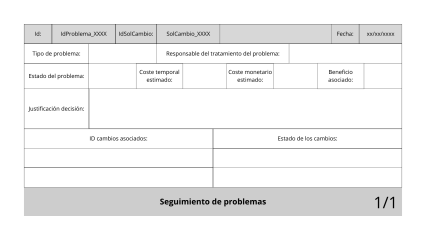 Id: IdProblema_XXXX IdSolCambio: SolCambio_XXXX Fecha: xx/xx/xxxx
Tipo de problema: Responsable del tratamiento del problema:
Estado del problema: Coste temporal estimado: Coste monetario estimado: Beneficio asociado:
Justificación decisión:
ID cambios asociados: Estado de los cambios:
Seguimiento de problemas 1/1